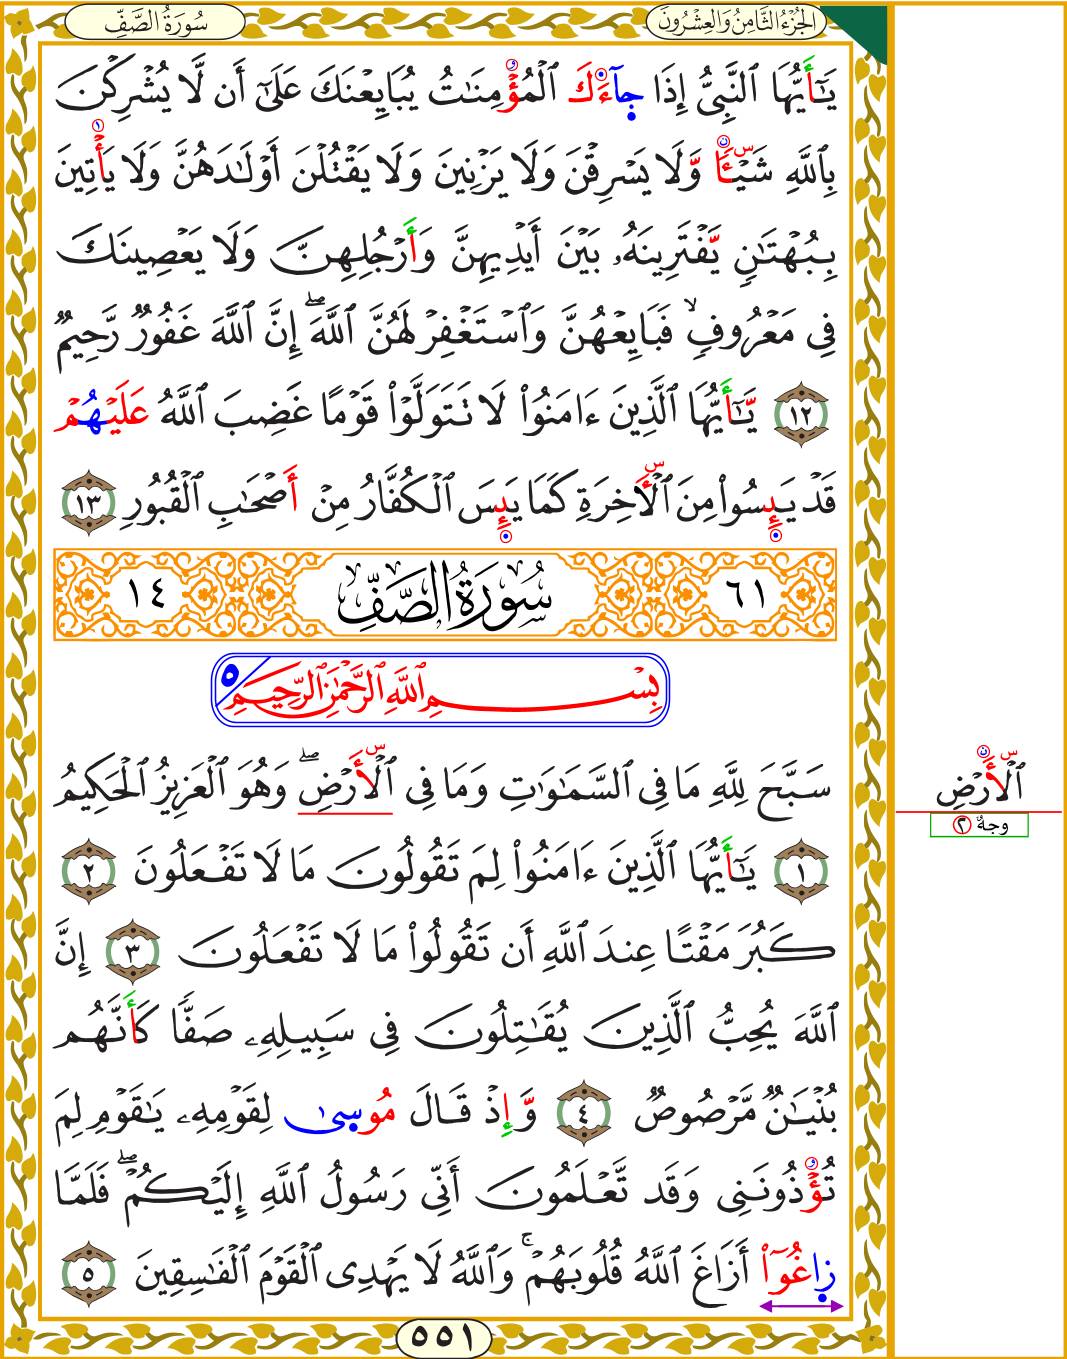 سُورَةُ الصَّفِّ
الجُزْءُ الثَّامِنُ وَالعِشْرُونَ
يَـٰٓأَيُّهَا ٱلنَّبِىُّ إِذَا جَآءَكَ ٱلْمُؤْمِنَـٰتُ يُبَايِعْنَكَ عَلَىٰٓ أَن لَّا يُشْرِكْنَ
بِٱللَّهِ شَيْـًٔا وَّلَا يَسْرِقْنَ وَلَا يَزْنِينَ وَلَا يَقْتُلْنَ أَوْلَـٰدَهُنَّ وَلَا يَأْتِينَ
بِبُهْتَـٰنٍ يَّفْتَرِينَهُۥ بَيْنَ أَيْدِيهِنَّ وَأَرْجُلِهِنَّ وَلَا يَعْصِينَكَ
فِى مَعْرُوفٍ ۙ فَبَايِعْهُنَّ وَٱسْتَغْفِرْ لَهُنَّ ٱللَّهَ ۖ إِنَّ ٱللَّهَ غَفُورٌ رَّحِيمٌ
١٢ يَّـٰٓأَيُّهَا ٱلَّذِينَ ءَامَنُوا۟ لَا تَتَوَلَّوْا۟ قَوْمًا غَضِبَ ٱللَّهُ عَلَيْهُمْ
قَدْ يَئِسُوا۟ مِنَ ٱلْـَٔاخِرَةِ كَمَا يَئِسَ ٱلْكُفَّارُ مِنْ أَصْحَـٰبِ ٱلْقُبُورِ ١٣
٦١ سُورَةُ الصَّفِّ ١٤
بِسْمِ ٱللَّهِ ٱلرَّحْمَـٰنِ ٱلرَّحِيمِ ٥
سَبَّحَ لِلَّهِ مَا فِى ٱلسَّمَـٰوَٰتِ وَمَا فِى ٱلْأَرْضِ ۖ وَهُوَ ٱلْعَزِيزُ ٱلْحَكِيمُ
ٱلْأَرْضِ
وجهٌ ٢
١ يَـٰٓأَيُّهَا ٱلَّذِينَ ءَامَنُوا۟ لِمَ تَقُولُونَ مَا لَا تَفْعَلُونَ ٢
كَبُرَ مَقْتًا عِندَ ٱللَّهِ أَن تَقُولُوا۟ مَا لَا تَفْعَلُونَ ٣ إِنَّ
ٱللَّهَ يُحِبُّ ٱلَّذِينَ يُقَـٰتِلُونَ فِى سَبِيلِهِۦ صَفًّا كَأَنَّهُم
بُنْيَـٰنٌ مَّرْصُوصٌ ٤ وَّإِذْ قَالَ مُوسَىٰ لِقَوْمِهِۦ يَـٰقَوْمِ لِمَ
تُؤْذُونَنِى وَقَد تَّعْلَمُونَ أَنِّى رَسُولُ ٱللَّهِ إِلَيْكُمْ ۖ فَلَمَّا
زَاغُوٓا۟ أَزَاغَ ٱللَّهُ قُلُوبَهُمْ ۚ وَٱللَّهُ لَا يَهْدِى ٱلْقَوْمَ ٱلْفَـٰسِقِينَ ٥
٥٥١